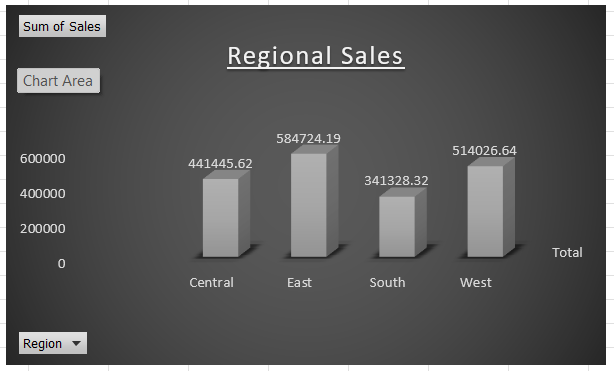 Sum of Sales
Regional Sales
Chart Area
584724.19
514026.64
441445.62
341328.32
600000
400000
200000
0
Total
Central East South West
Region